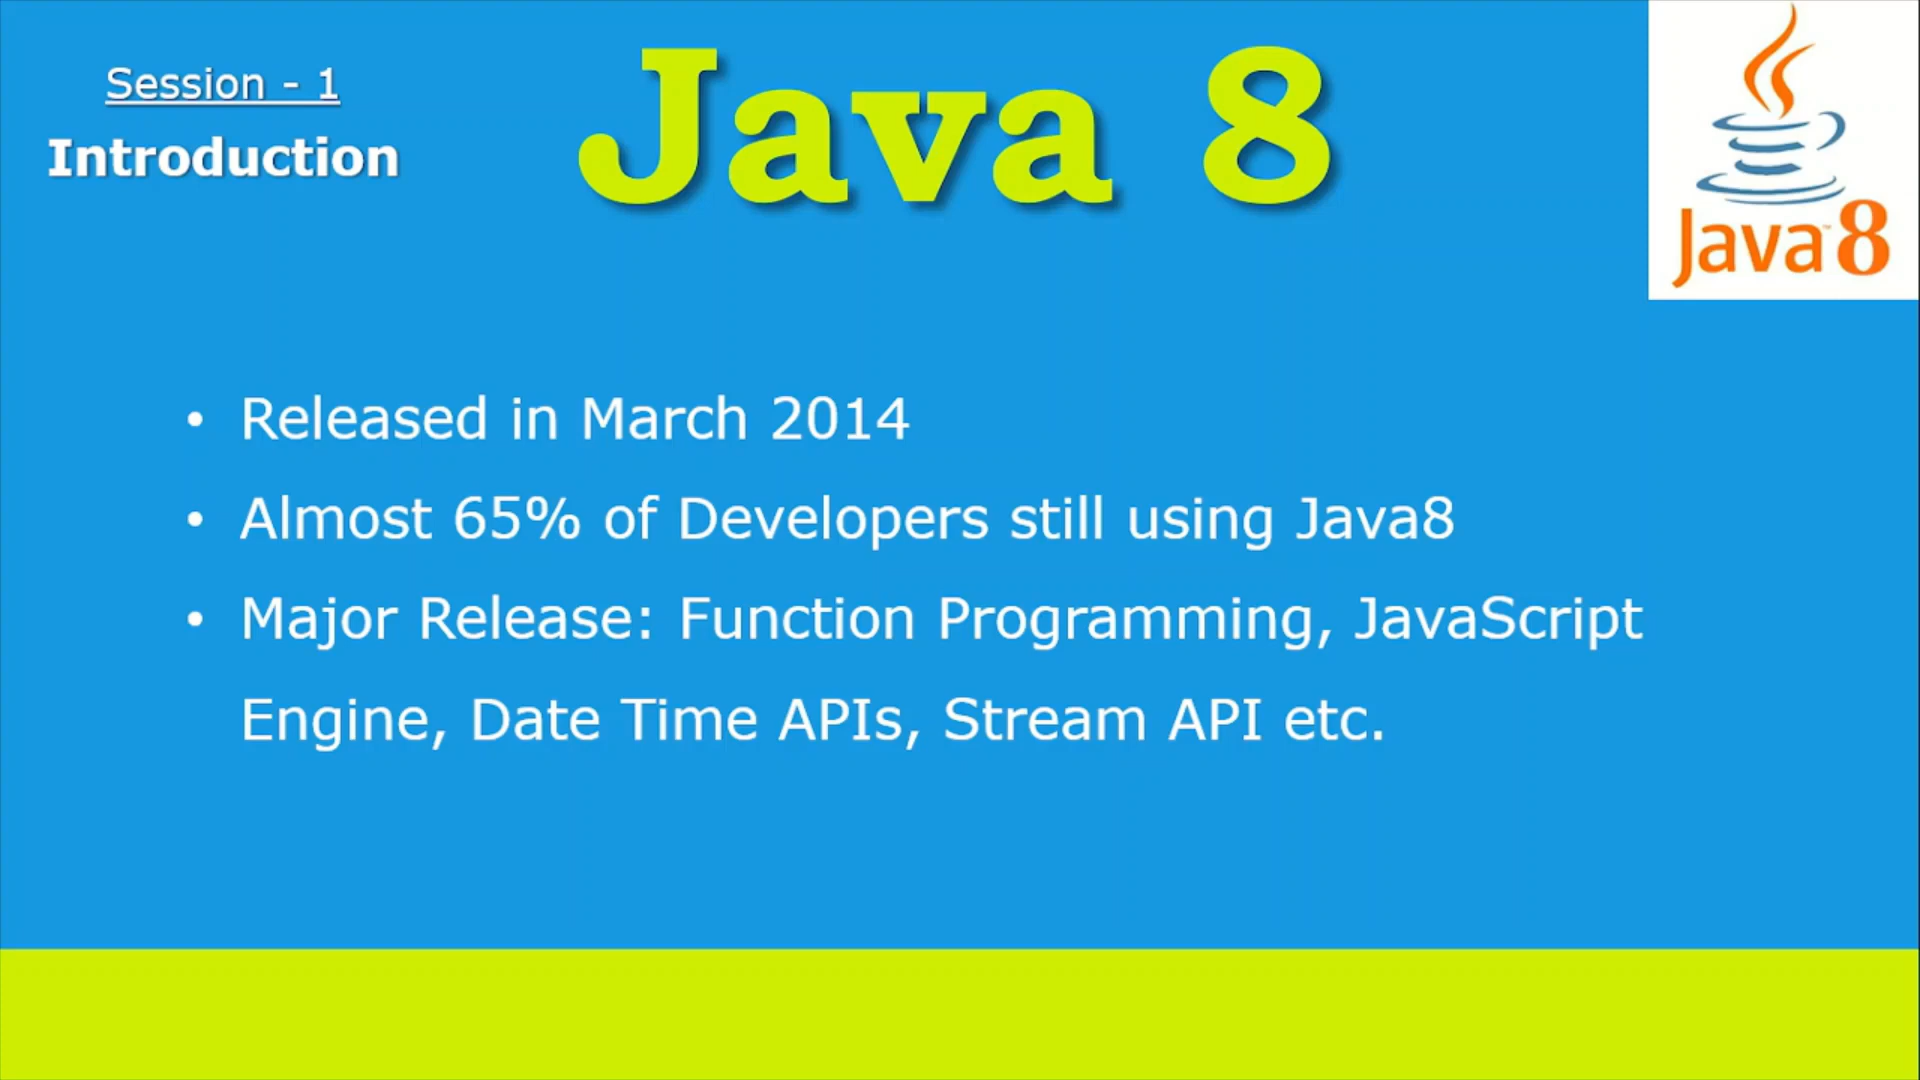 Session - 1
Introduction
Java 8
Java™ 8
• Released in March 2014
• Almost 65% of Developers still using Java8
• Major Release: Function Programming, JavaScript
Engine, Date Time APIs, Stream API etc.